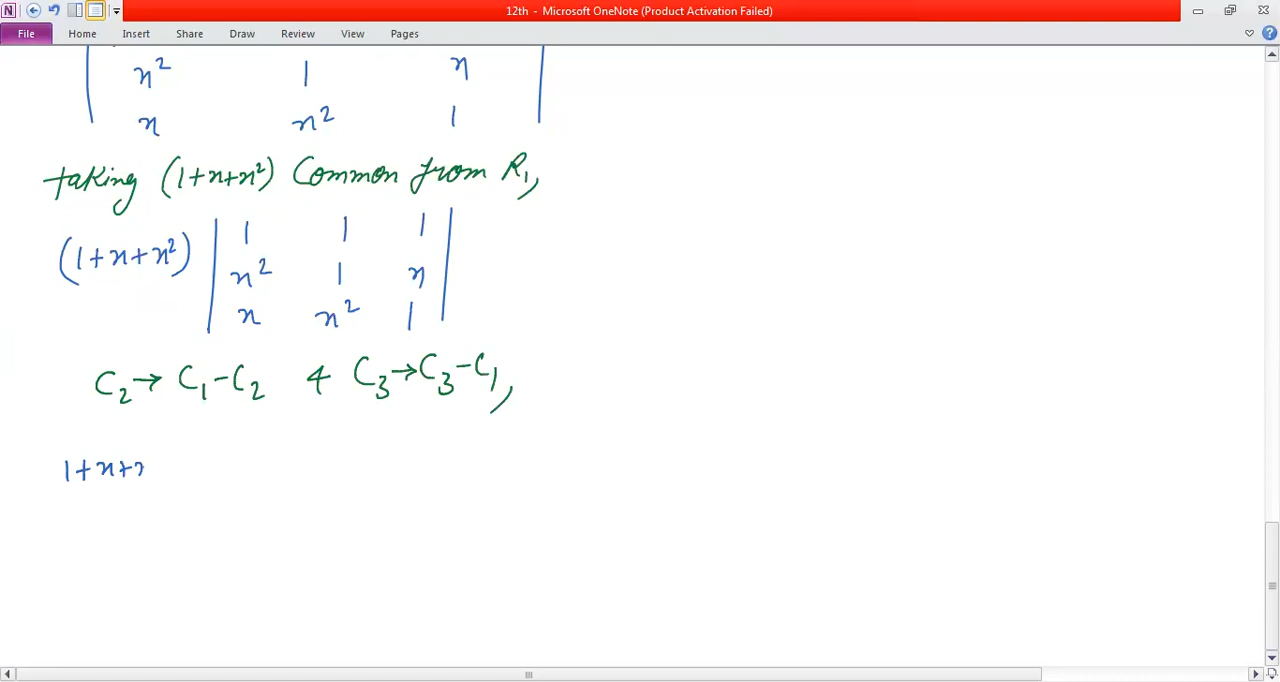 12th - Microsoft OneNote (Product Activation Failed)
File Home Insert Share Draw Review View Pages
x² 1 x
x x² 1
taking (1+x+x²) Common from R₁,
(1+x+x²) | 1 1 1 |
| x² 1 x |
| x x² 1 |
C₂→ C₁-C₂ & C₃→C₃-C₁,
1+x+x